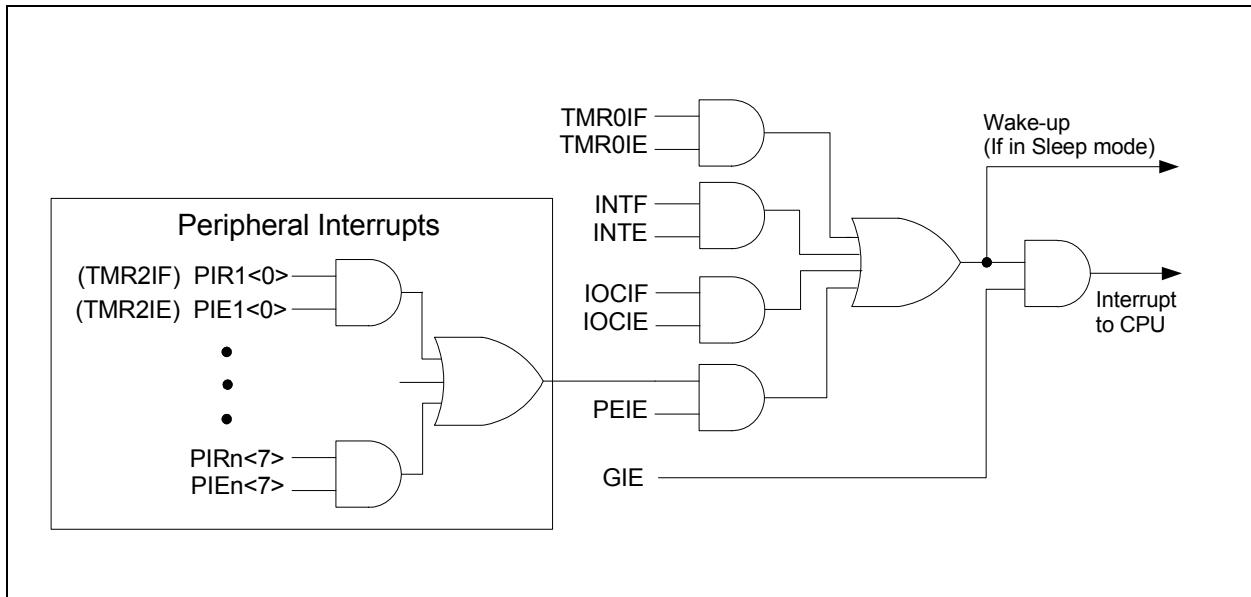 TMR0IF
TMR0IE
Wake-up
(If in Sleep mode)
INTF
INTE
Peripheral Interrupts
(TMR2IF) PIR1<0>
(TMR2IE) PIE1<0>
IOCIF
IOCIE
Interrupt
to CPU
PEIE
PIRn<7>
PIEn<7>
GIE